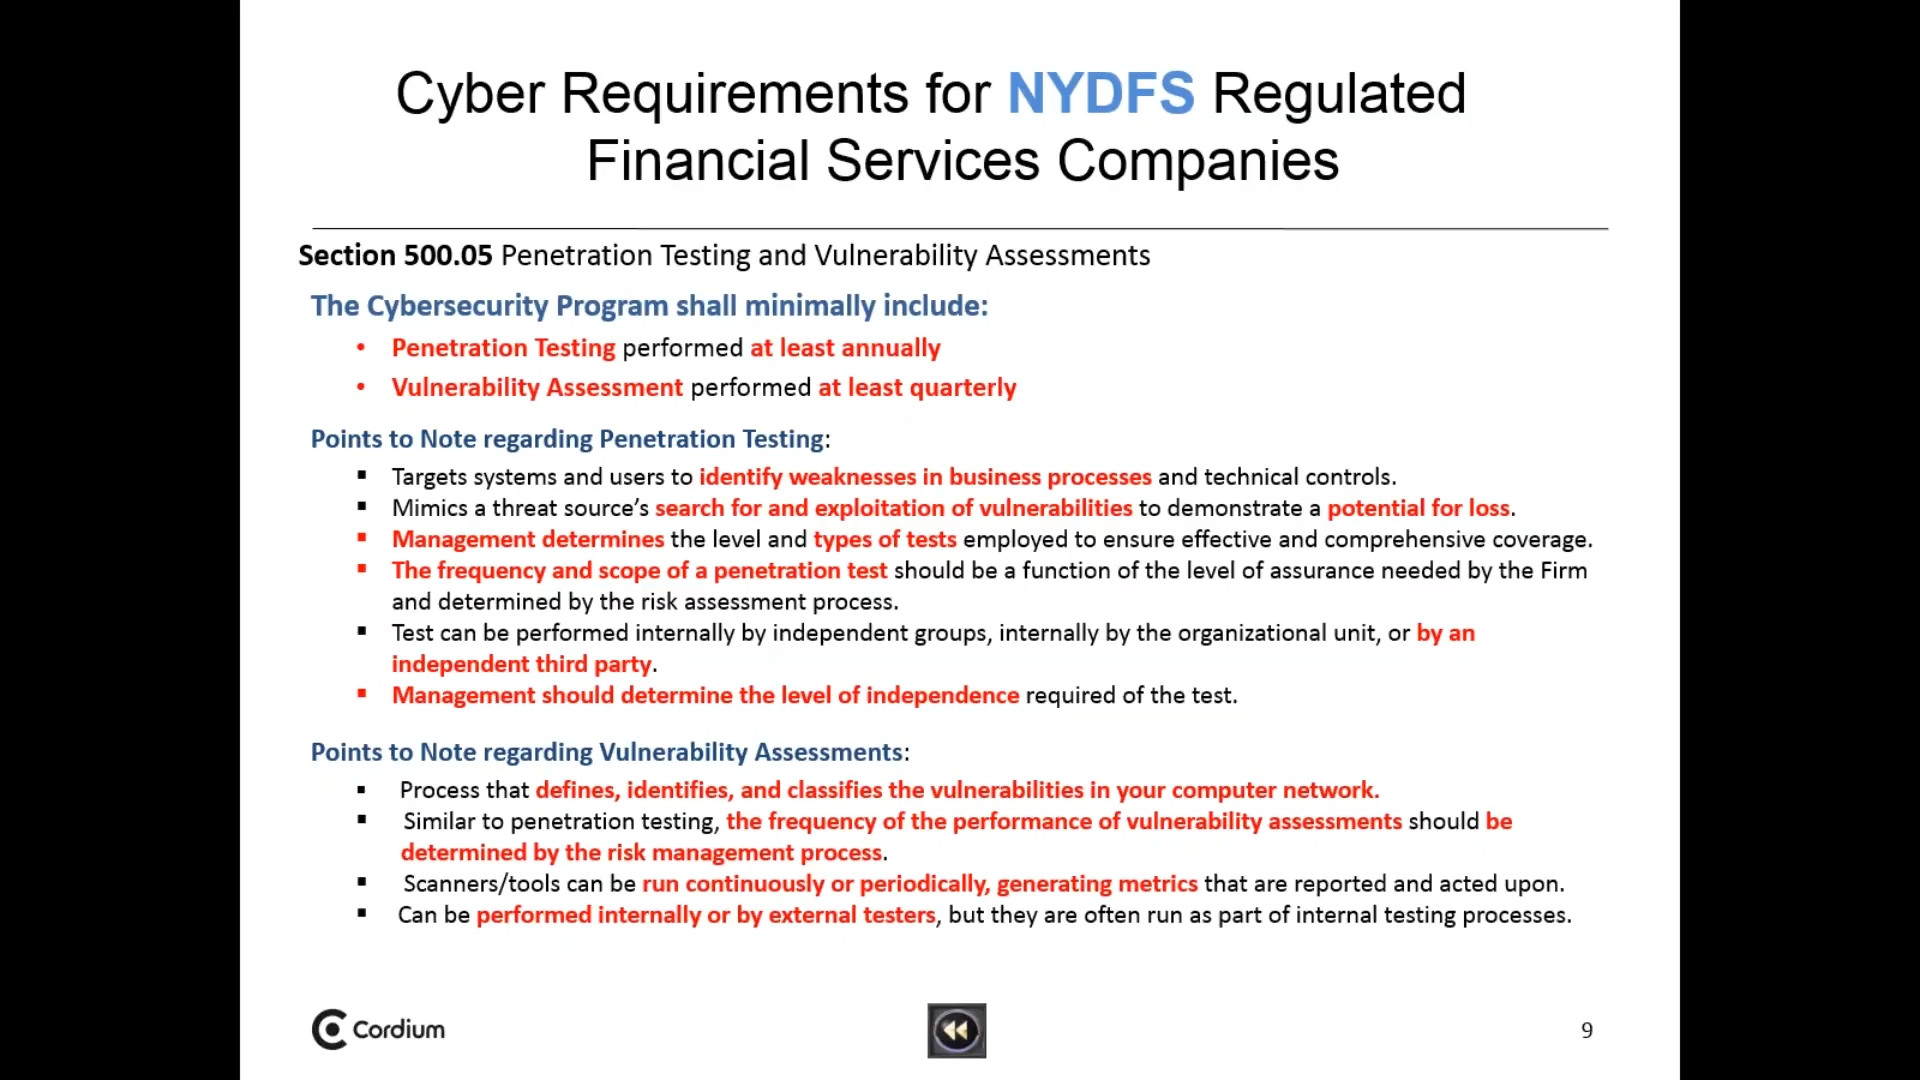 Cyber Requirements for NYDFS Regulated
Financial Services Companies
Section 500.05 Penetration Testing and Vulnerability Assessments
The Cybersecurity Program shall minimally include:
• Penetration Testing performed at least annually
• Vulnerability Assessment performed at least quarterly
Points to Note regarding Penetration Testing:
▪ Targets systems and users to identify weaknesses in business processes and technical controls.
▪ Mimics a threat source’s search for and exploitation of vulnerabilities to demonstrate a potential for loss.
▪ Management determines the level and types of tests employed to ensure effective and comprehensive coverage.
▪ The frequency and scope of a penetration test should be a function of the level of assurance needed by the Firm
and determined by the risk assessment process.
▪ Test can be performed internally by independent groups, internally by the organizational unit, or by an
independent third party.
▪ Management should determine the level of independence required of the test.
Points to Note regarding Vulnerability Assessments:
▪ Process that defines, identifies, and classifies the vulnerabilities in your computer network.
▪ Similar to penetration testing, the frequency of the performance of vulnerability assessments should be
determined by the risk management process.
▪ Scanners/tools can be run continuously or periodically, generating metrics that are reported and acted upon.
▪ Can be performed internally or by external testers, but they are often run as part of internal testing processes.
Cordium
9